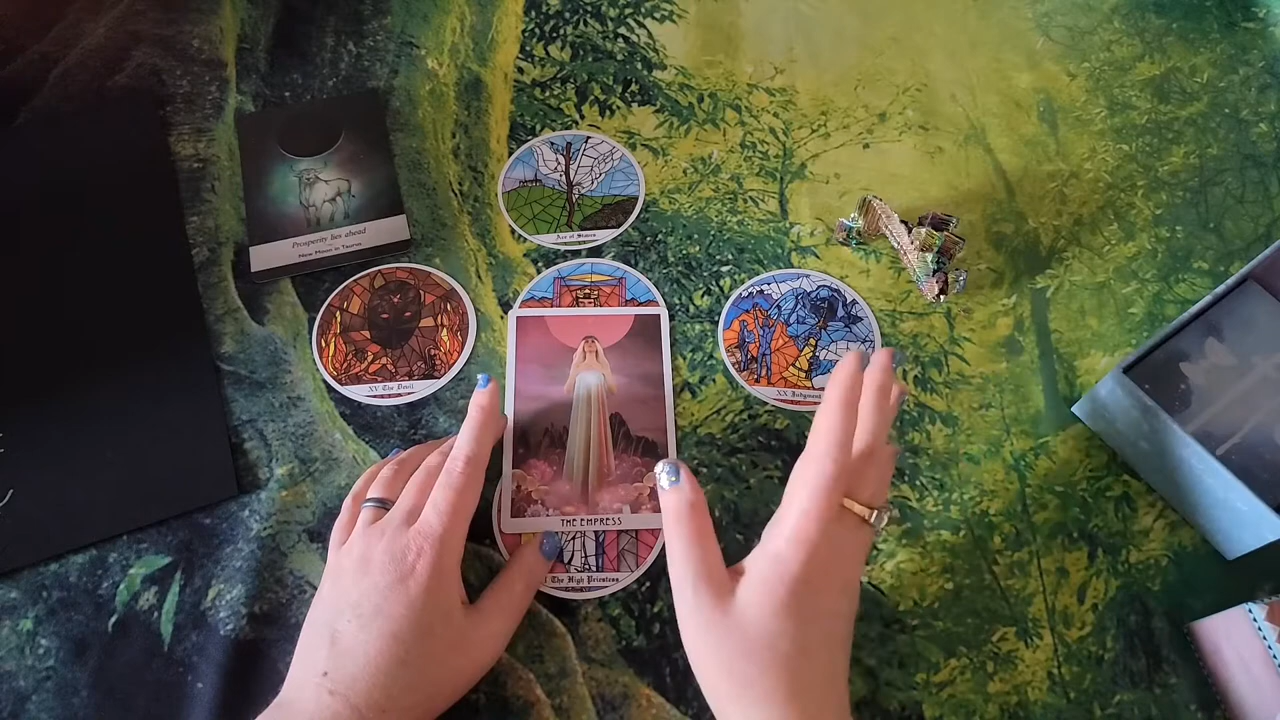 Prosperity lies ahead
New Moon in Taurus
Ace of Staves
XV The Devil
XX Judgment
THE EMPRESS
The High Priestess